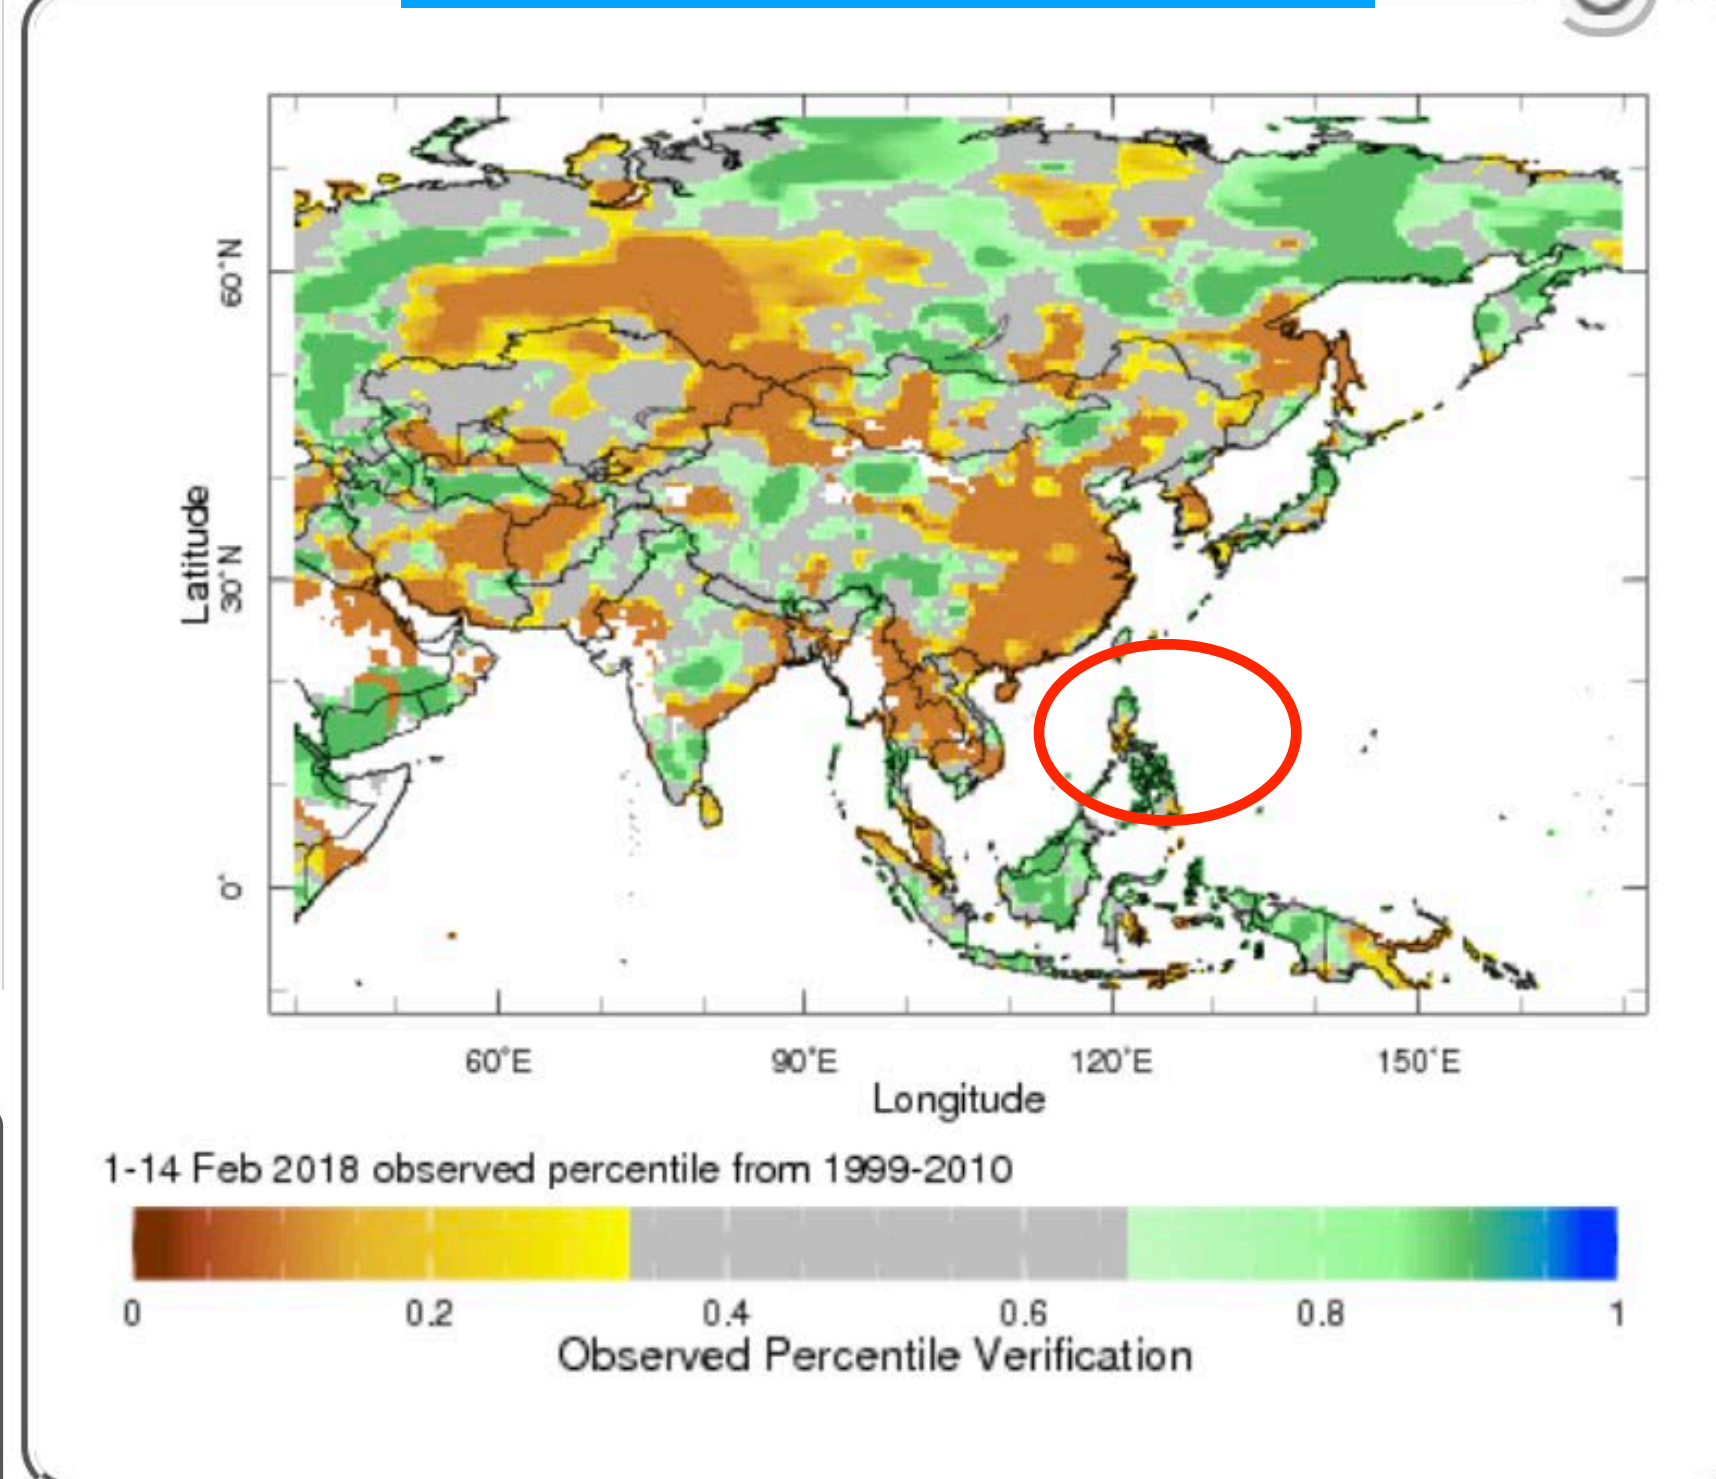 60°N
30°N
0°
Latitude
60°E 90°E 120°E 150°E
Longitude
1-14 Feb 2018 observed percentile from 1999-2010
0 0.2 0.4 0.6 0.8 1
Observed Percentile Verification